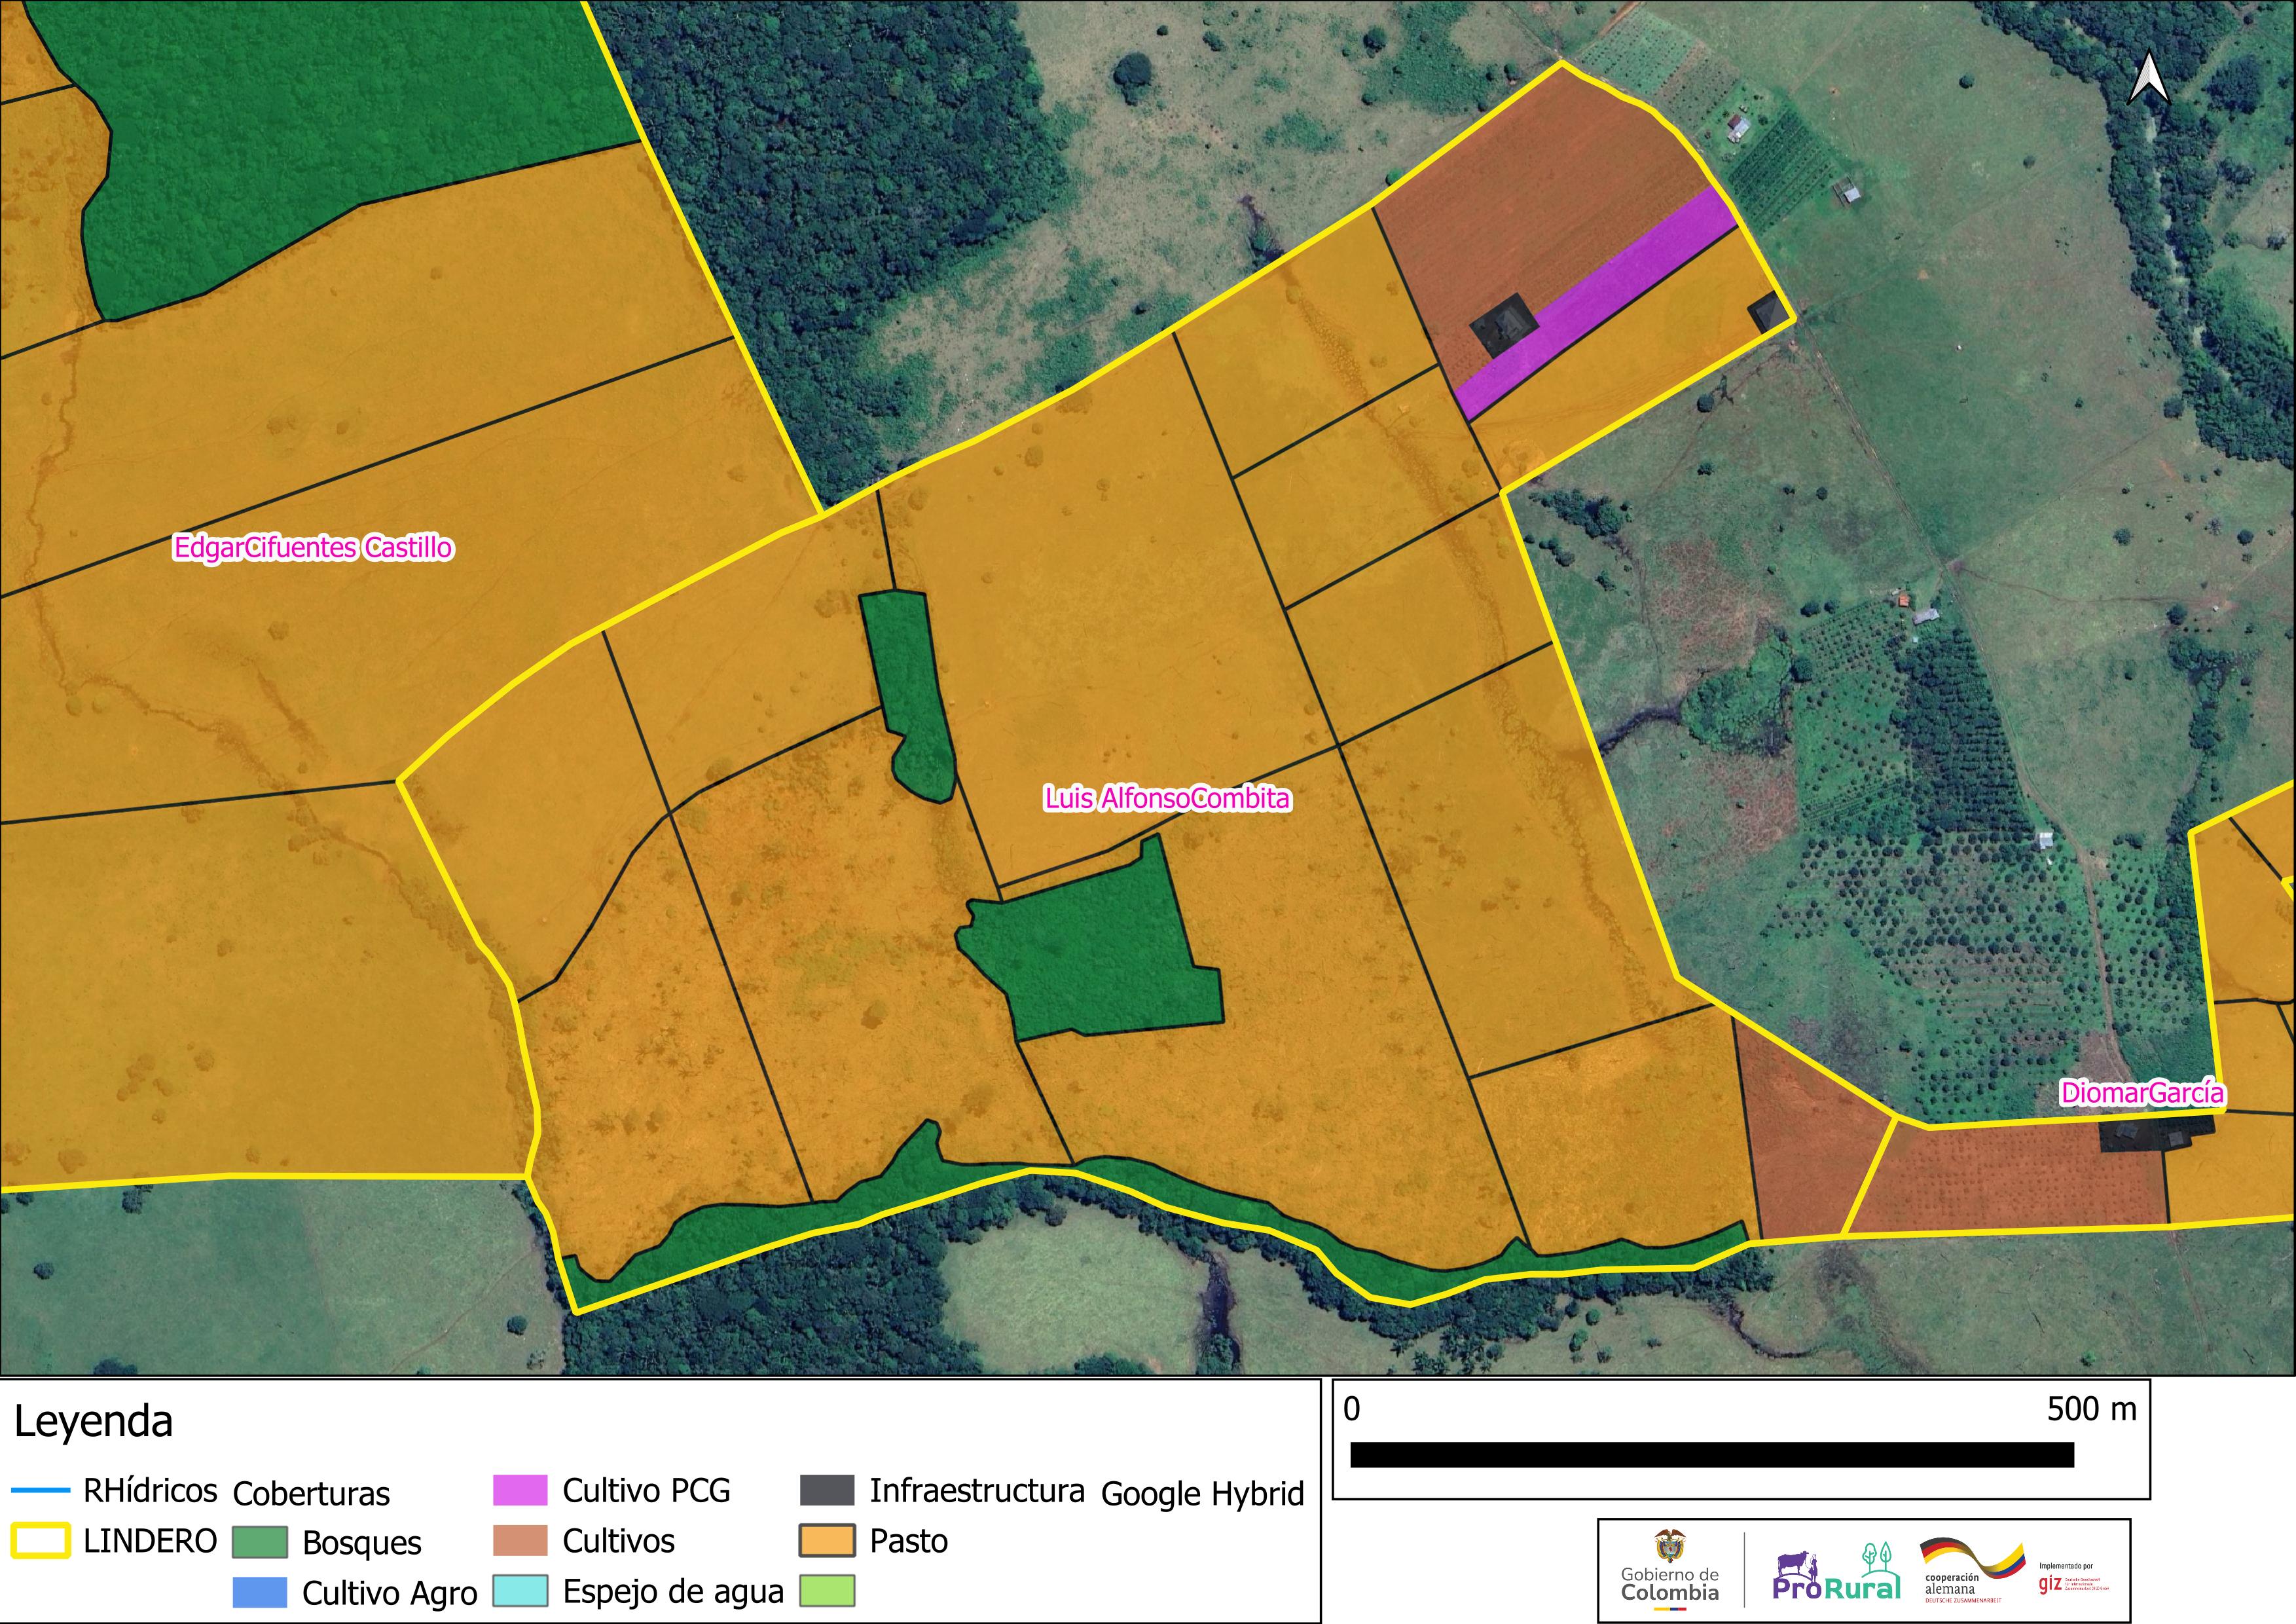 EdgarCifuentes Castillo
Luis AlfonsoCombita
DiomarGarcía
Leyenda
RHídricos
LINDERO
Coberturas
Bosques
Cultivo Agro
Cultivo PCG
Cultivos
Espejo de agua
Infraestructura
Pasto
Google Hybrid
0 500 m
Gobierno de
Colombia
ProRural
cooperación
alemana
DEUTSCHE ZUSAMMENARBEIT
Implementado por
giz